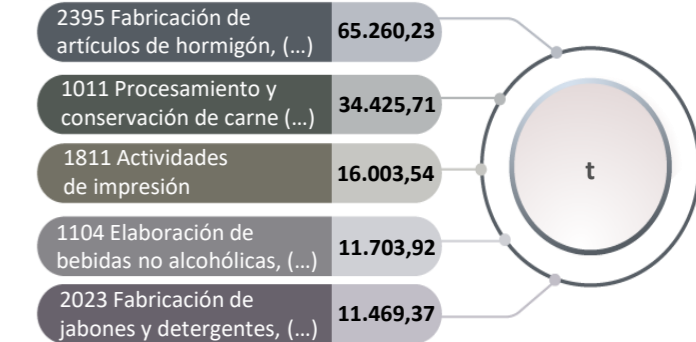 2395 Fabricación de
artículos de hormigón, (...)
65.260,23
1011 Procesamiento y
conservación de carne (...)
34.425,71
1811 Actividades
de impresión
16.003,54
1104 Elaboración de
bebidas no alcohólicas, (...)
11.703,92
2023 Fabricación de
jabones y detergentes, (...)
11.469,37
t